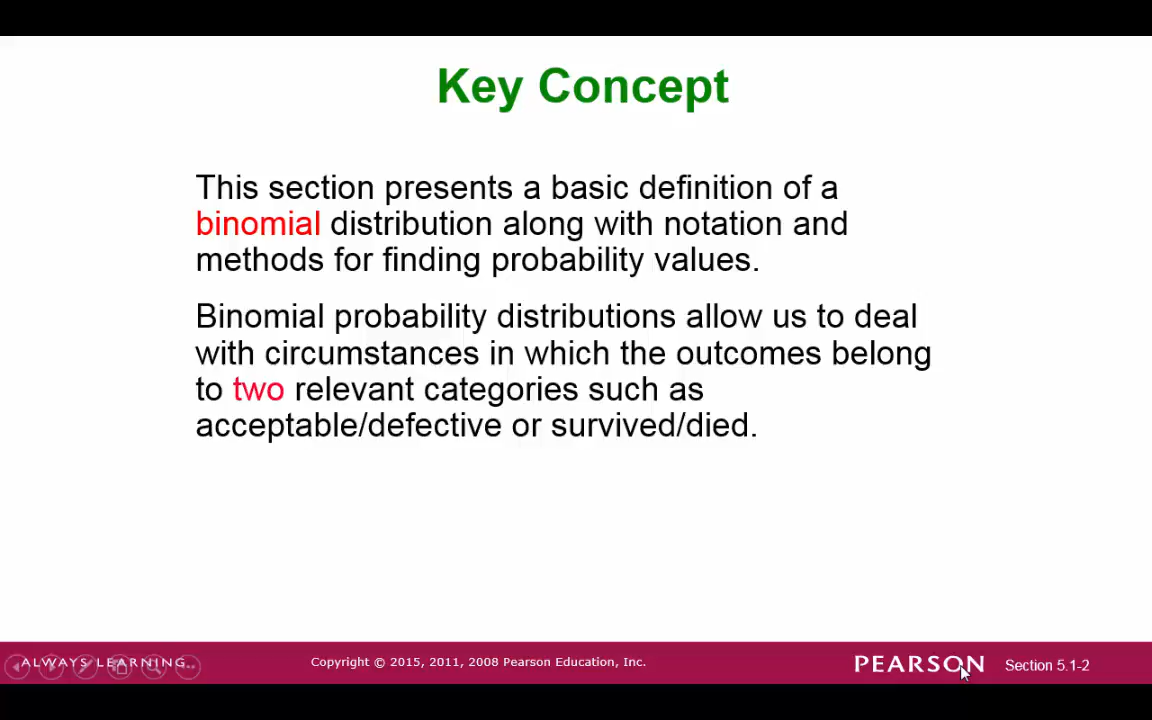 Key Concept
This section presents a basic definition of a
binomial distribution along with notation and
methods for finding probability values.
Binomial probability distributions allow us to deal
with circumstances in which the outcomes belong
to two relevant categories such as
acceptable/defective or survived/died.
ALWAYS LEARNING
Copyright © 2015, 2011, 2008 Pearson Education, Inc.
PEARSON
Section 5.1-2